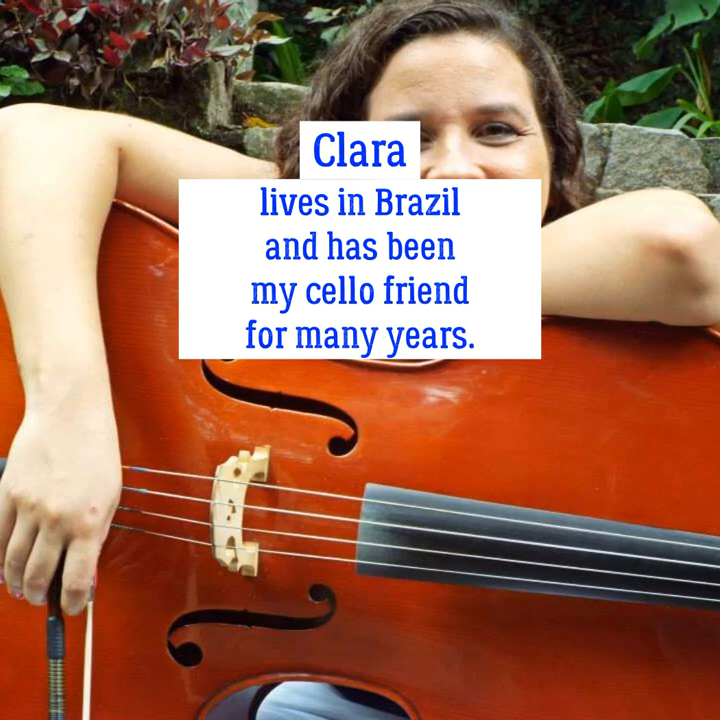 Clara
lives in Brazil
and has been
my cello friend
for many years.